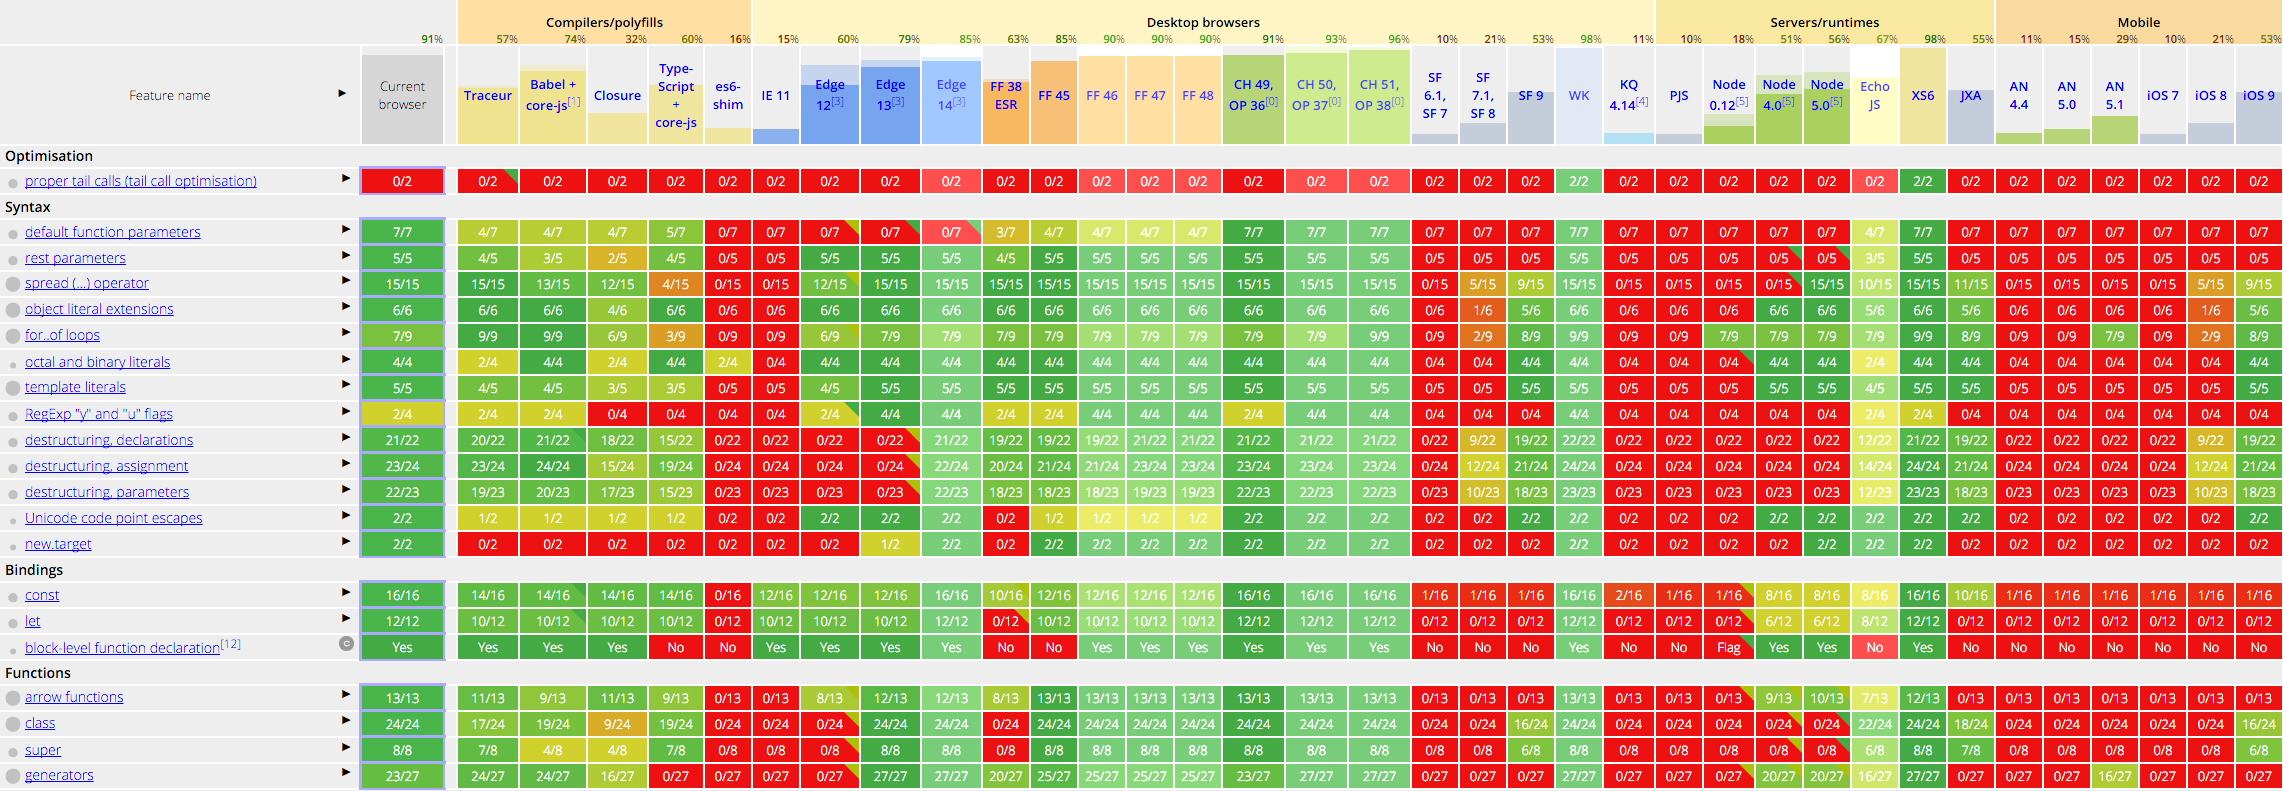 Compilers/polyfills Desktop browsers Servers/runtimes Mobile
91% 57% 74% 32% 60% 16% 15% 60% 79% 85% 63% 85% 90% 90% 90% 91% 93% 96% 10% 21% 53% 98% 11% 10% 18% 51% 56% 67% 98% 55% 11% 15% 29% 10% 21% 53%
Feature name ▶ Current browser Traceur Babel + core-js[1] Closure Type-Script + core-js es6-shim IE 11 Edge 12[3] Edge 13[3] Edge 14[3] FF 38 ESR FF 45 FF 46 FF 47 FF 48 CH 49, OP 36[0] CH 50, OP 37[0] CH 51, OP 38[0] SF 6.1, SF 7 SF 7.1, SF 8 SF 9 WK KQ 4.14[4] PJS Node 0.12[5] Node 4.0[5] Node 5.0[5] Echo JS XS6 JXA AN 4.4 AN 5.0 AN 5.1 iOS 7 iOS 8 iOS 9
Optimisation
proper tail calls (tail call optimisation) ▶ 0/2 0/2 0/2 0/2 0/2 0/2 0/2 0/2 0/2 0/2 0/2 0/2 0/2 0/2 0/2 0/2 0/2 0/2 0/2 0/2 0/2 2/2 0/2 0/2 0/2 0/2 0/2 0/2 2/2 0/2 0/2 0/2 0/2 0/2 0/2 0/2
Syntax
default function parameters ▶ 7/7 4/7 4/7 4/7 5/7 0/7 0/7 0/7 0/7 0/7 3/7 4/7 4/7 4/7 4/7 7/7 7/7 7/7 0/7 0/7 0/7 7/7 0/7 0/7 0/7 0/7 0/7 4/7 7/7 0/7 0/7 0/7 0/7 0/7 0/7 0/7
rest parameters ▶ 5/5 4/5 3/5 2/5 4/5 0/5 0/5 5/5 5/5 5/5 4/5 5/5 5/5 5/5 5/5 5/5 5/5 5/5 0/5 0/5 0/5 5/5 0/5 0/5 0/5 0/5 0/5 3/5 5/5 0/5 0/5 0/5 0/5 0/5 0/5 0/5
spread (...) operator ▶ 15/15 15/15 13/15 12/15 4/15 0/15 0/15 12/15 15/15 15/15 15/15 15/15 15/15 15/15 15/15 15/15 15/15 15/15 0/15 5/15 9/15 15/15 0/15 0/15 0/15 0/15 15/15 10/15 15/15 11/15 0/15 0/15 0/15 0/15 5/15 9/15
object literal extensions ▶ 6/6 6/6 6/6 4/6 6/6 0/6 0/6 6/6 6/6 6/6 6/6 6/6 6/6 6/6 6/6 6/6 6/6 6/6 0/6 1/6 5/6 6/6 0/6 0/6 0/6 6/6 6/6 5/6 6/6 5/6 0/6 0/6 0/6 0/6 1/6 5/6
for..of loops ▶ 7/9 9/9 9/9 6/9 3/9 0/9 0/9 6/9 7/9 7/9 7/9 7/9 7/9 7/9 7/9 7/9 7/9 9/9 0/9 2/9 8/9 9/9 0/9 0/9 7/9 7/9 7/9 7/9 9/9 8/9 0/9 0/9 7/9 0/9 2/9 8/9
octal and binary literals ▶ 4/4 2/4 4/4 2/4 4/4 2/4 0/4 4/4 4/4 4/4 4/4 4/4 4/4 4/4 4/4 4/4 4/4 4/4 0/4 0/4 4/4 4/4 0/4 0/4 0/4 4/4 4/4 2/4 4/4 4/4 0/4 0/4 0/4 0/4 0/4 4/4
template literals ▶ 5/5 4/5 4/5 3/5 3/5 0/5 0/5 4/5 5/5 5/5 5/5 5/5 5/5 5/5 5/5 5/5 5/5 5/5 0/5 0/5 5/5 5/5 0/5 0/5 0/5 5/5 5/5 4/5 5/5 5/5 0/5 0/5 0/5 0/5 0/5 5/5
RegExp "y" and "u" flags ▶ 2/4 2/4 2/4 0/4 0/4 0/4 0/4 2/4 4/4 4/4 2/4 2/4 4/4 4/4 4/4 2/4 4/4 4/4 0/4 0/4 0/4 4/4 0/4 0/4 0/4 0/4 0/4 2/4 2/4 0/4 0/4 0/4 0/4 0/4 0/4 0/4
destructuring, declarations ▶ 21/22 20/22 21/22 18/22 15/22 0/22 0/22 0/22 0/22 21/22 19/22 19/22 19/22 21/22 21/22 21/22 21/22 21/22 0/22 9/22 19/22 22/22 0/22 0/22 0/22 0/22 0/22 12/22 21/22 19/22 0/22 0/22 0/22 0/22 9/22 19/22
destructuring, assignment ▶ 23/24 23/24 24/24 15/24 19/24 0/24 0/24 0/24 0/24 22/24 20/24 21/24 21/24 23/24 23/24 23/24 23/24 23/24 0/24 12/24 21/24 24/24 0/24 0/24 0/24 0/24 0/24 14/24 24/24 21/24 0/24 0/24 0/24 0/24 12/24 21/24
destructuring, parameters ▶ 22/23 19/23 20/23 17/23 15/23 0/23 0/23 0/23 0/23 22/23 18/23 18/23 18/23 19/23 19/23 22/23 22/23 22/23 0/23 10/23 18/23 23/23 0/23 0/23 0/23 0/23 0/23 12/23 23/23 18/23 0/23 0/23 0/23 0/23 10/23 18/23
Unicode code point escapes ▶ 2/2 1/2 1/2 1/2 1/2 0/2 0/2 2/2 2/2 2/2 0/2 1/2 1/2 1/2 1/2 2/2 2/2 2/2 0/2 0/2 2/2 2/2 0/2 0/2 0/2 2/2 2/2 2/2 2/2 2/2 0/2 0/2 0/2 0/2 0/2 2/2
new.target ▶ 2/2 0/2 0/2 0/2 0/2 0/2 0/2 0/2 1/2 2/2 0/2 2/2 2/2 2/2 2/2 2/2 2/2 2/2 0/2 0/2 0/2 2/2 0/2 0/2 0/2 0/2 2/2 2/2 2/2 0/2 0/2 0/2 0/2 0/2 0/2 0/2
Bindings
const ▶ 16/16 14/16 14/16 14/16 14/16 0/16 12/16 12/16 12/16 16/16 10/16 12/16 12/16 12/16 12/16 16/16 16/16 16/16 1/16 1/16 1/16 16/16 2/16 1/16 1/16 8/16 8/16 8/16 16/16 10/16 1/16 1/16 1/16 1/16 1/16 1/16
let ▶ 12/12 10/12 10/12 10/12 10/12 0/12 10/12 10/12 10/12 12/12 0/12 10/12 10/12 10/12 10/12 12/12 12/12 12/12 0/12 0/12 0/12 12/12 0/12 0/12 0/12 6/12 6/12 8/12 12/12 0/12 0/12 0/12 0/12 0/12 0/12 0/12
block-level function declaration[12] C Yes Yes Yes Yes No No Yes Yes Yes Yes No No Yes Yes Yes Yes Yes Yes No No No Yes No No Flag Yes Yes No Yes No No No No No No No
Functions
arrow functions ▶ 13/13 11/13 9/13 11/13 9/13 0/13 0/13 8/13 12/13 12/13 8/13 13/13 13/13 13/13 13/13 13/13 13/13 13/13 0/13 0/13 0/13 13/13 0/13 0/13 0/13 9/13 10/13 7/13 12/13 0/13 0/13 0/13 0/13 0/13 0/13 0/13
class ▶ 24/24 17/24 19/24 9/24 19/24 0/24 0/24 0/24 24/24 24/24 0/24 24/24 24/24 24/24 24/24 24/24 24/24 24/24 0/24 0/24 16/24 24/24 0/24 0/24 0/24 0/24 0/24 22/24 24/24 18/24 0/24 0/24 0/24 0/24 0/24 16/24
super ▶ 8/8 7/8 4/8 4/8 7/8 0/8 0/8 0/8 8/8 8/8 0/8 8/8 8/8 8/8 8/8 8/8 8/8 8/8 0/8 0/8 6/8 8/8 0/8 0/8 0/8 0/8 0/8 6/8 8/8 7/8 0/8 0/8 0/8 0/8 0/8 6/8
generators ▶ 23/27 24/27 24/27 16/27 0/27 0/27 0/27 0/27 27/27 27/27 20/27 25/27 25/27 25/27 25/27 23/27 27/27 27/27 0/27 0/27 0/27 27/27 0/27 0/27 0/27 20/27 20/27 16/27 27/27 0/27 0/27 0/27 16/27 0/27 0/27 0/27